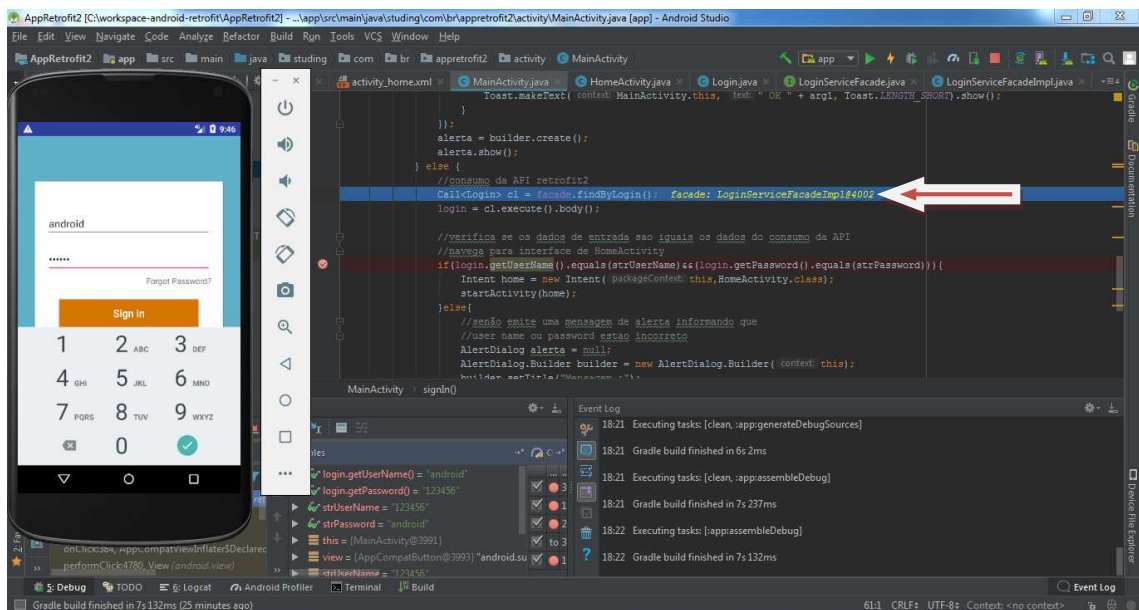 AppRetrofit2 [C:\workspace-android-retrofit\AppRetrofit2] - ...\app\src\main\java\studing\com\br\appretrofit2\activity\MainActivity.java [app] - Android Studio
File Edit View Navigate Code Analyze Refactor Build Run Tools VCS Window Help
AppRetrofit2 app src main java studing com br appretrofit2 activity MainActivity app
activity_home.xml MainActivity.java HomeActivity.java Login.java LoginServiceFacade.java LoginServiceFacadeImpl.java
Toast.makeText( context: MainActivity.this, text: " OK " + arg1, Toast.LENGTH_SHORT).show();
}
});
alerta = builder.create();
alerta.show();
} else {
//consumo da API retrofit2
Call<Login> cl = facade.findByLogin(); facade: LoginServiceFacadeImpl@4002
login = cl.execute().body();
//verifica se os dados de entrada sao iguais os dados do consumo da API
//navega para interface de HomeActivity
if(login.getUserName().equals(strUserName)&&(login.getPassword().equals(strPassword))){
Intent home = new Intent( packageContext: this,HomeActivity.class);
startActivity(home);
}else{
//senão emite uma mensagem de alerta informando que
//user name ou password estao incorreto
AlertDialog alerta = null;
AlertDialog.Builder builder = new AlertDialog.Builder( context: this);
builder.setTitle("Mensagem :");
MainActivity signIn()
9:46
android
••••••
Forgot Password?
Sign in
1 2 ABC 3 DEF
4 GHI 5 JKL 6 MNO
7 PQRS 8 TUV 9 WXYZ
0
login.getUserName() = "android"
login.getPassword() = "123456"
strUserName = "123456"
strPassword = "android"
this = {MainActivity@3991}
view = {AppCompatButton@3993} "android.su
strUserName = "123456"
onClick:384, AppCompatViewInflater$Declared
performClick:4780, View (android.view)
Event Log
18:21 Executing tasks: [clean, :app:generateDebugSources]
18:21 Gradle build finished in 6s 2ms
18:21 Executing tasks: [clean, :app:assembleDebug]
18:21 Gradle build finished in 7s 237ms
18:22 Executing tasks: [:app:assembleDebug]
18:22 Gradle build finished in 7s 132ms
Gradle
Documentation
Device File Explorer
5: Debug TODO 6: Logcat Android Profiler Terminal Build Event Log
Gradle build finished in 7s 132ms (25 minutes ago) 61:1 CRLF÷ UTF-8÷ Context: <no context>